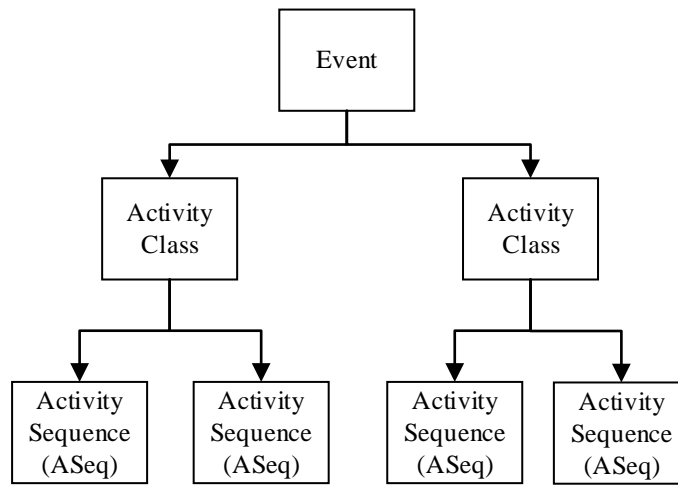 Event
Activity
Class
Activity
Class
Activity
Sequence
(ASeq)
Activity
Sequence
(ASeq)
Activity
Sequence
(ASeq)
Activity
Sequence
(ASeq)